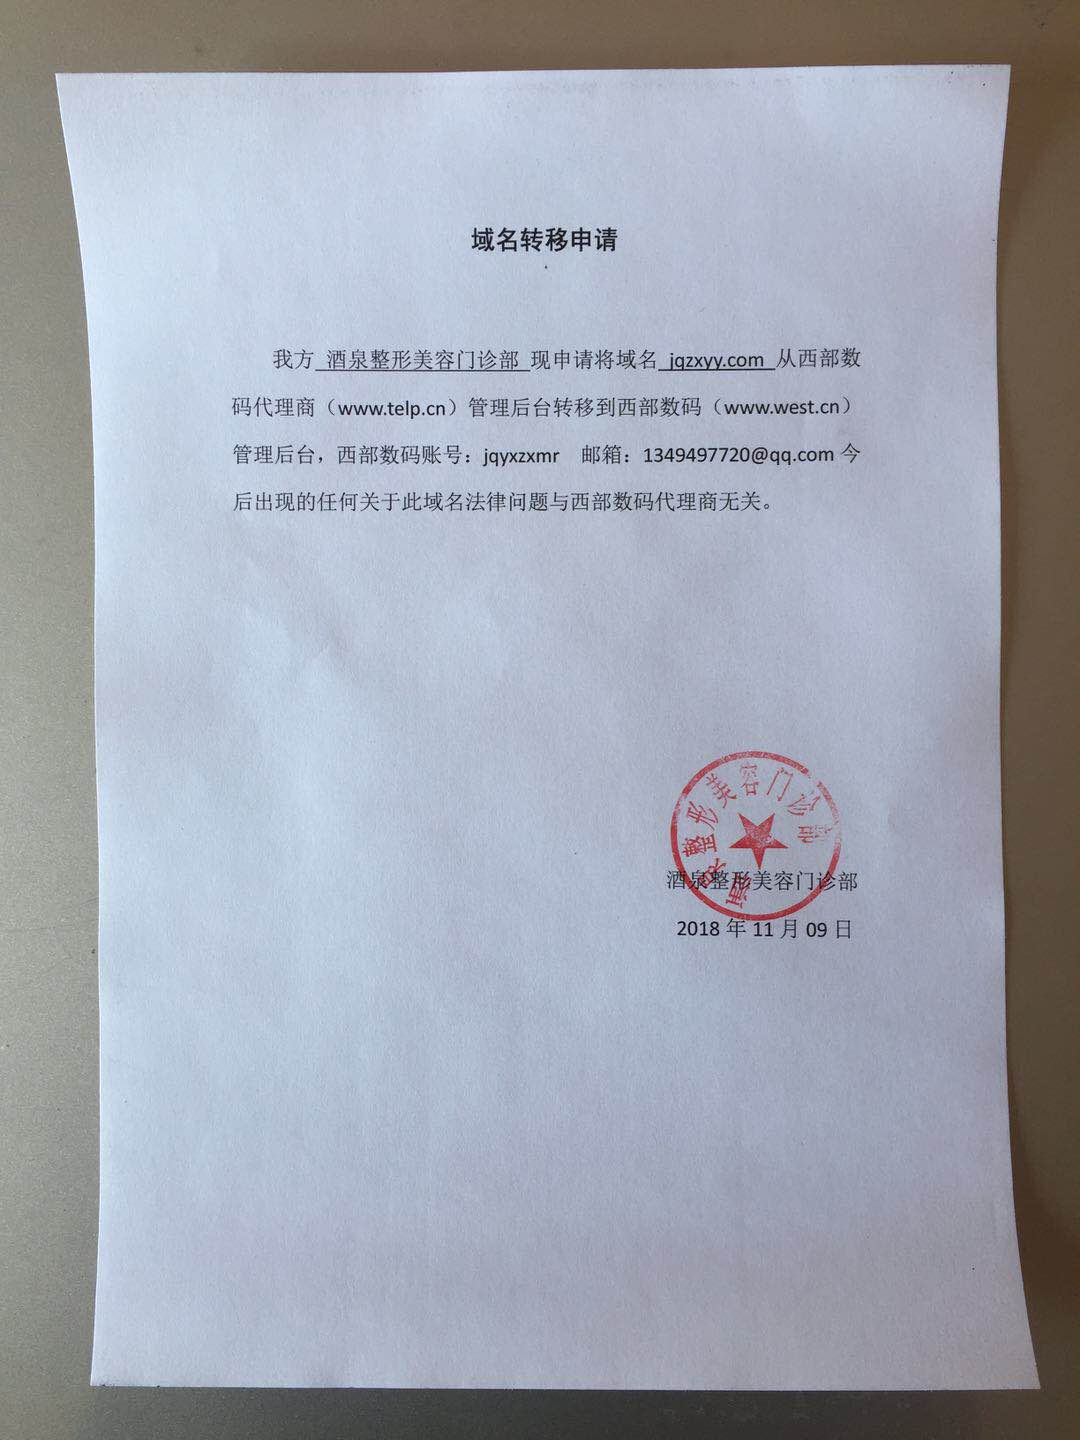 域名转移申请
我方 酒泉整形美容门诊部 现申请将域名 jqzxyy.com 从西部数
码代理商（www.telp.cn）管理后台转移到西部数码（www.west.cn）
管理后台，西部数码账号：jqyxzxmr 邮箱：1349497720@qq.com 今
后出现的任何关于此域名法律问题与西部数码代理商无关。
酒泉整形美容门诊部
酒泉整形美容门诊部
2018 年 11 月 09 日